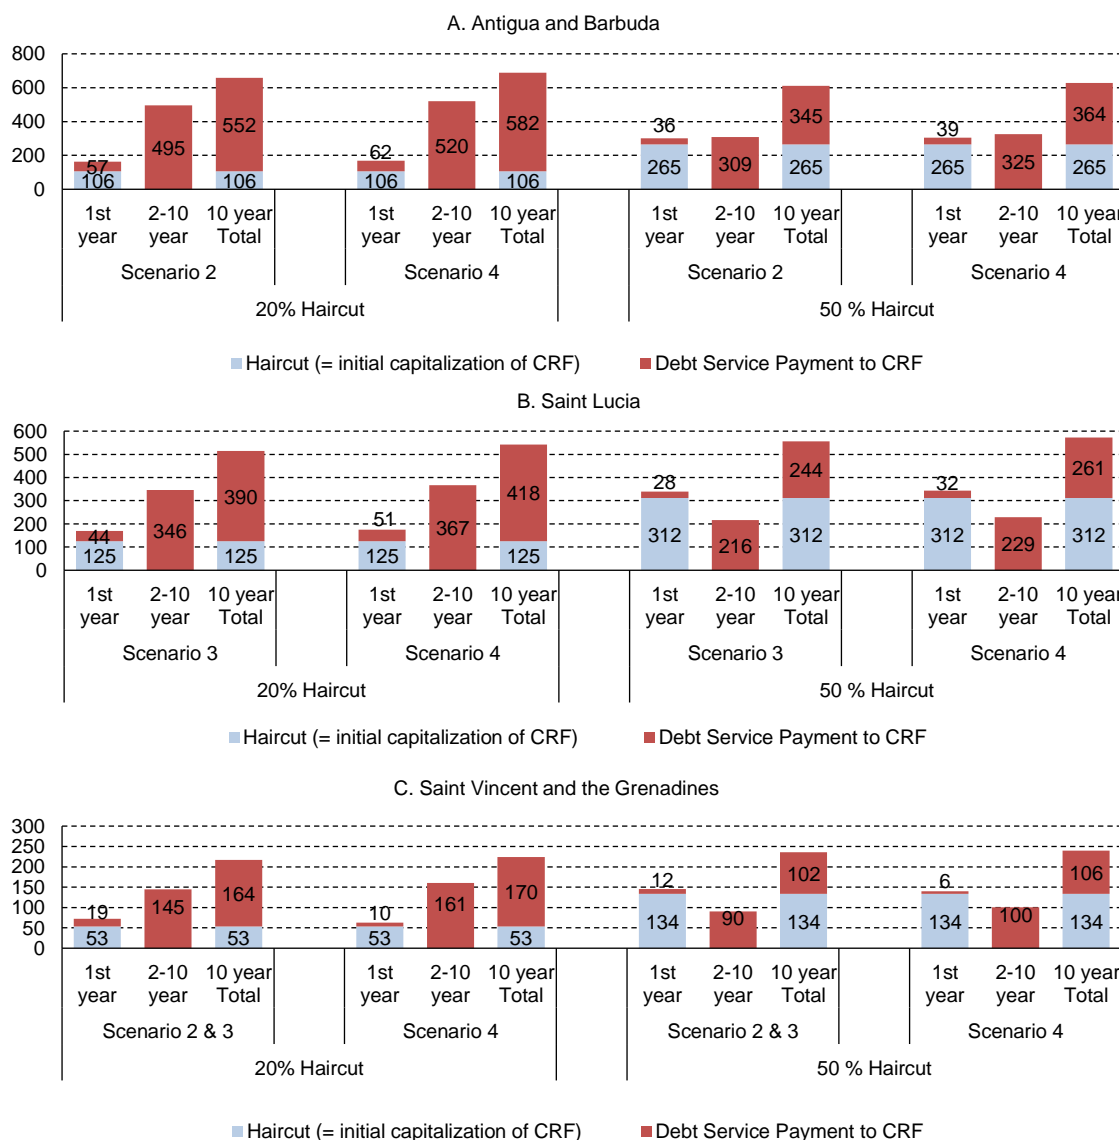 A. Antigua and Barbuda
800
600
400
200
0
57
106
495
552
106
62
106
520
582
106
36
265
309
345
265
39
265
325
364
265
1st year
2-10 year
10 year Total
1st year
2-10 year
10 year Total
1st year
2-10 year
10 year Total
1st year
2-10 year
10 year Total
Scenario 2
Scenario 4
Scenario 2
Scenario 4
20% Haircut
50 % Haircut
Haircut (= initial capitalization of CRF)
Debt Service Payment to CRF
B. Saint Lucia
600
500
400
300
200
100
0
44
125
346
390
125
51
125
367
418
125
28
312
216
244
312
32
312
229
261
312
1st year
2-10 year
10 year Total
1st year
2-10 year
10 year Total
1st year
2-10 year
10 year Total
1st year
2-10 year
10 year Total
Scenario 3
Scenario 4
Scenario 3
Scenario 4
20% Haircut
50 % Haircut
Haircut (= initial capitalization of CRF)
Debt Service Payment to CRF
C. Saint Vincent and the Grenadines
300
250
200
150
100
50
0
19
53
145
164
53
10
53
161
170
53
12
134
90
102
134
6
134
100
106
134
1st year
2-10 year
10 year Total
1st year
2-10 year
10 year Total
1st year
2-10 year
10 year Total
1st year
2-10 year
10 year Total
Scenario 2 & 3
Scenario 4
Scenario 2 & 3
Scenario 4
20% Haircut
50 % Haircut
Haircut (= initial capitalization of CRF)
Debt Service Payment to CRF